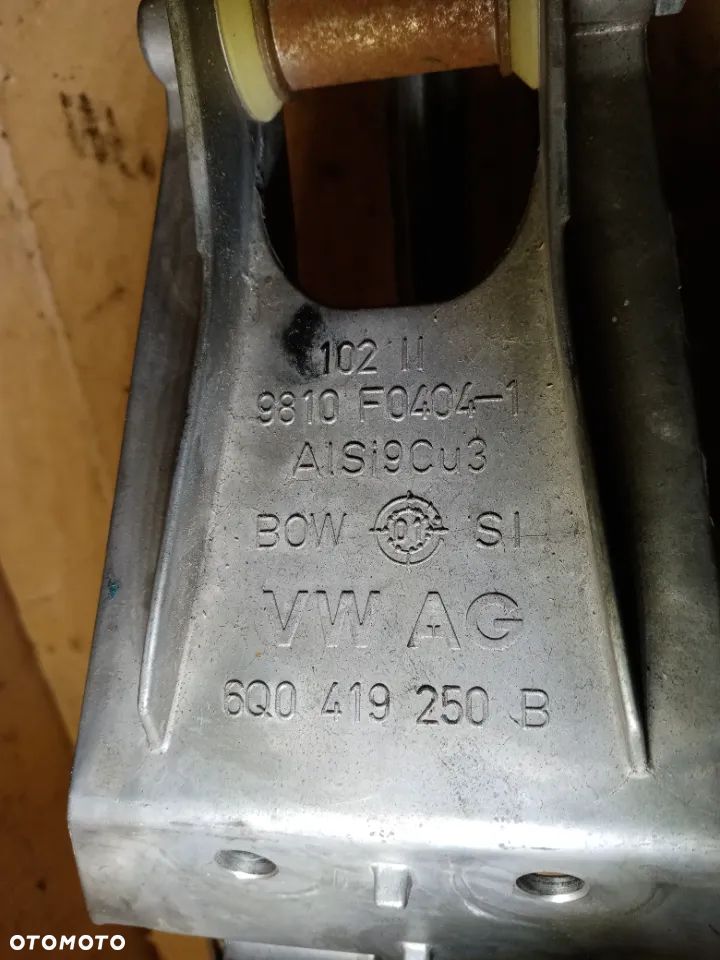 102 II
9810 F0404-1
AlSi9Cu3
BOW 01 SI
VW AG
6Q0 419 250 B
OTOMOTO